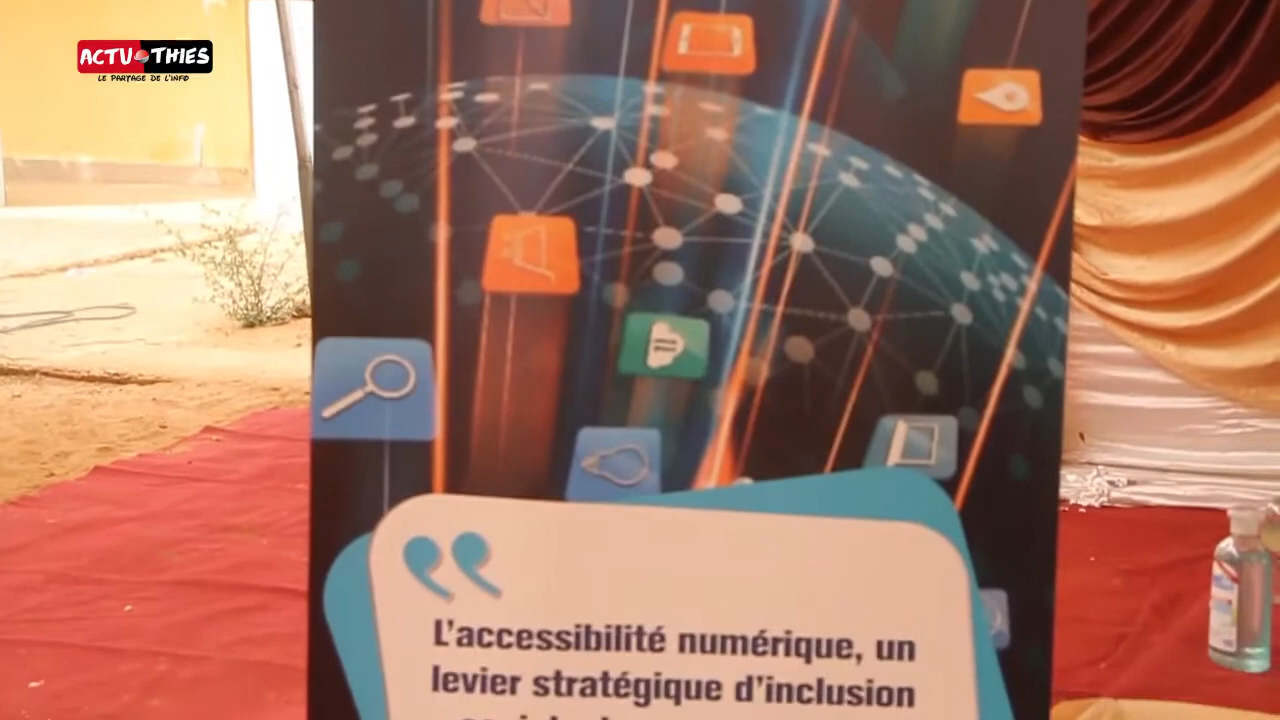 ACTU THIES
LE PARTAGE DE L'INFO
L'accessibilité numérique, un
levier stratégique d'inclusion